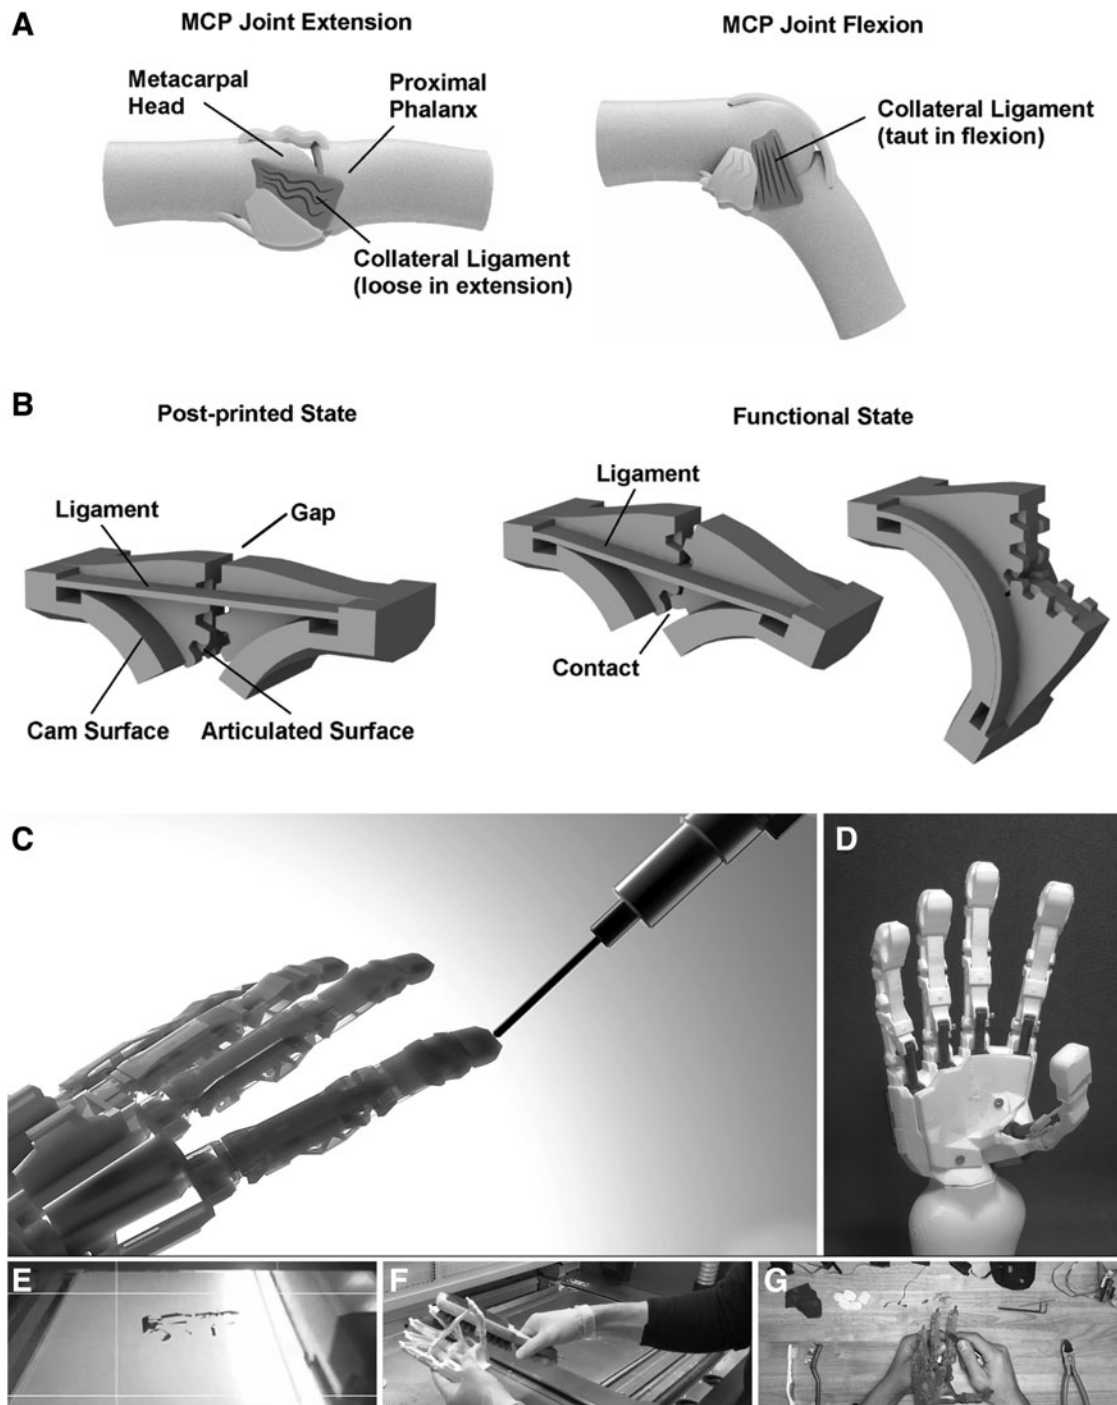 A
MCP Joint Extension
MCP Joint Flexion
Metacarpal
Head
Proximal
Phalanx
Collateral Ligament
(loose in extension)
Collateral Ligament
(taut in flexion)
B
Post-printed State
Functional State
Ligament
Gap
Cam Surface
Articulated Surface
Ligament
Contact
C
D
E
F
G